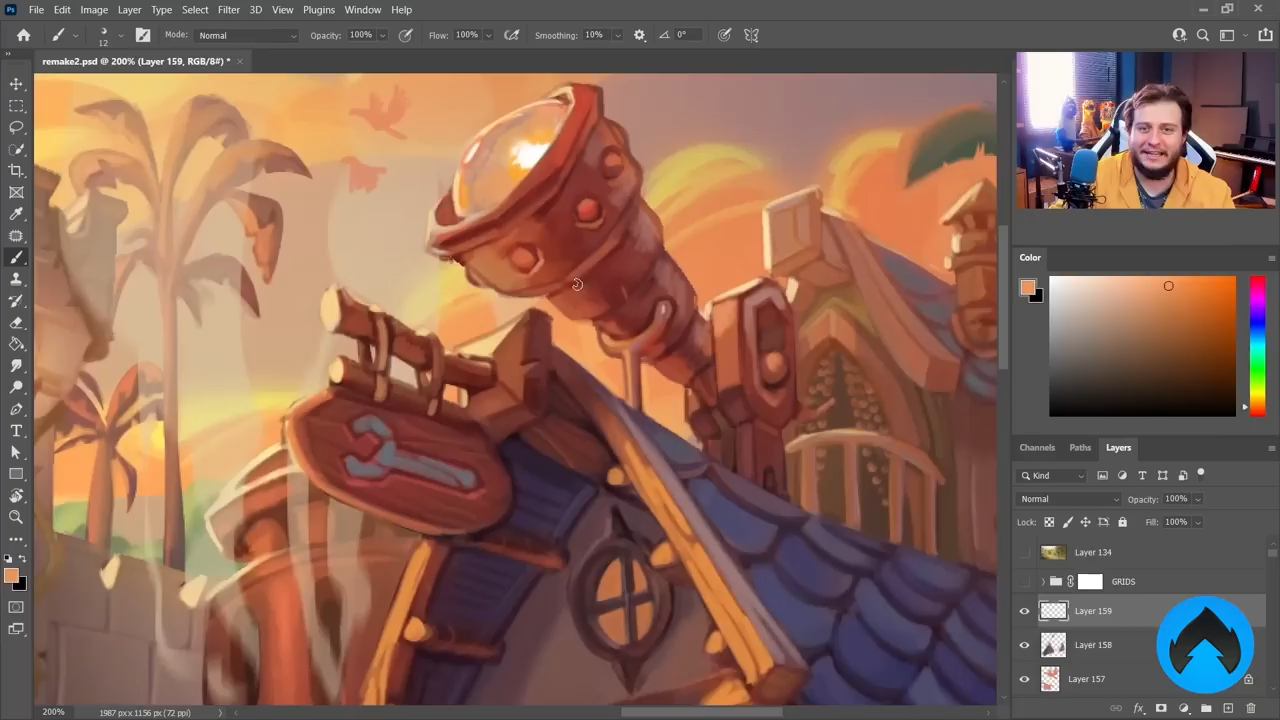 Ps File Edit Image Layer Type Select Filter 3D View Plugins Window Help
12 Mode: Normal Opacity: 100% Flow: 100% Smoothing: 10% 0°
remake2.psd @ 200% (Layer 159, RGB/8#) *
Color
Channels Paths Layers
Kind
Normal Opacity: 100%
Lock: Fill: 100%
Layer 134
GRIDS
Layer 159
Layer 158
Layer 157
200% 1987 px x 1156 px (72 ppi)